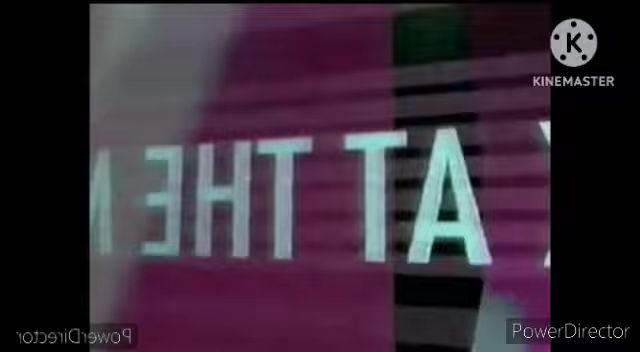 K
KINEMASTER
AT THE
PowerDirector
PowerDirector